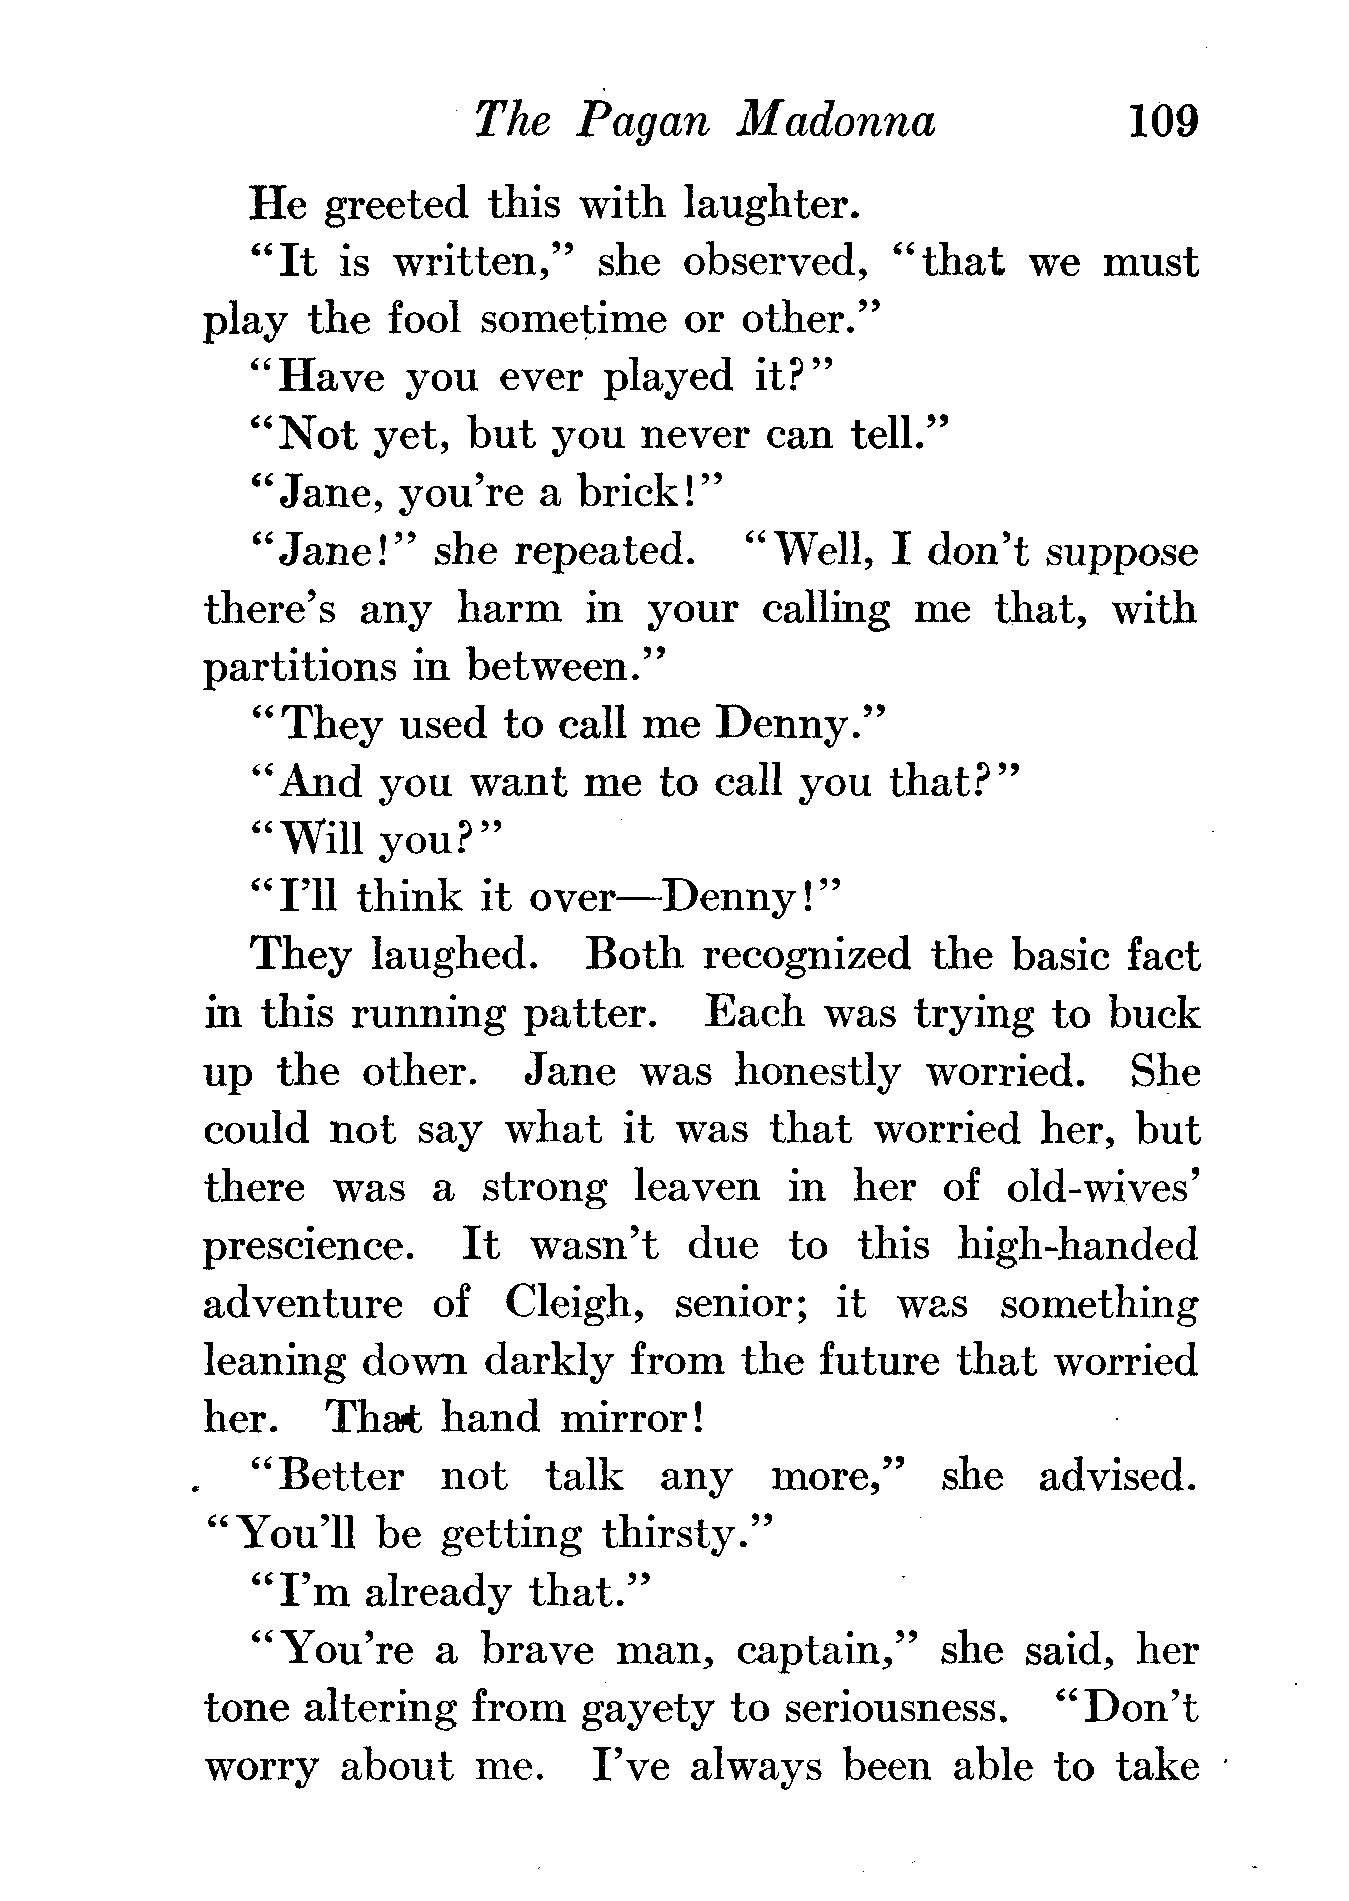 The Pagan Madonna 109
He greeted this with laughter.
“It is written,” she observed, “that we must
play the fool sometime or other.”
“Have you ever played it?”
“Not yet, but you never can tell.”
“Jane, you’re a brick!”
“Jane!” she repeated. “Well, I don’t suppose
there’s any harm in your calling me that, with
partitions in between.”
“They used to call me Denny.”
“And you want me to call you that?”
“Will you?”
“I’ll think it over—Denny!”
They laughed. Both recognized the basic fact
in this running patter. Each was trying to buck
up the other. Jane was honestly worried. She
could not say what it was that worried her, but
there was a strong leaven in her of old-wives’
prescience. It wasn’t due to this high-handed
adventure of Cleigh, senior; it was something
leaning down darkly from the future that worried
her. That hand mirror!
“Better not talk any more,” she advised.
“You’ll be getting thirsty.”
“I’m already that.”
“You’re a brave man, captain,” she said, her
tone altering from gayety to seriousness. “Don’t
worry about me. I’ve always been able to take